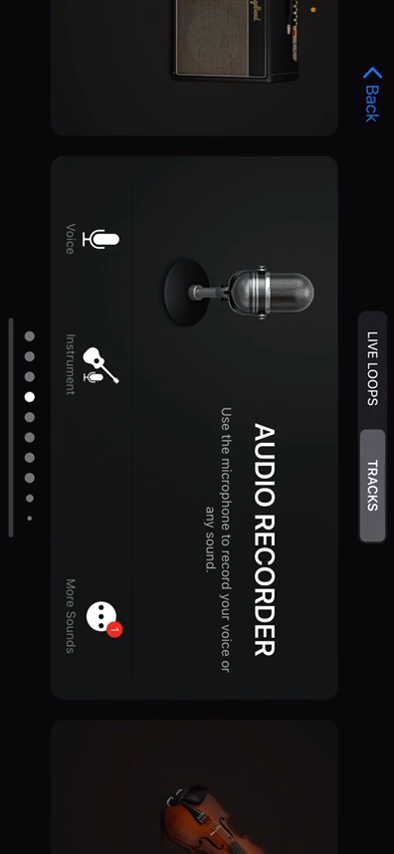 Back
LIVE LOOPS
TRACKS
AUDIO RECORDER
Use the microphone to record your voice or
any sound.
Voice
Instrument
More Sounds
1